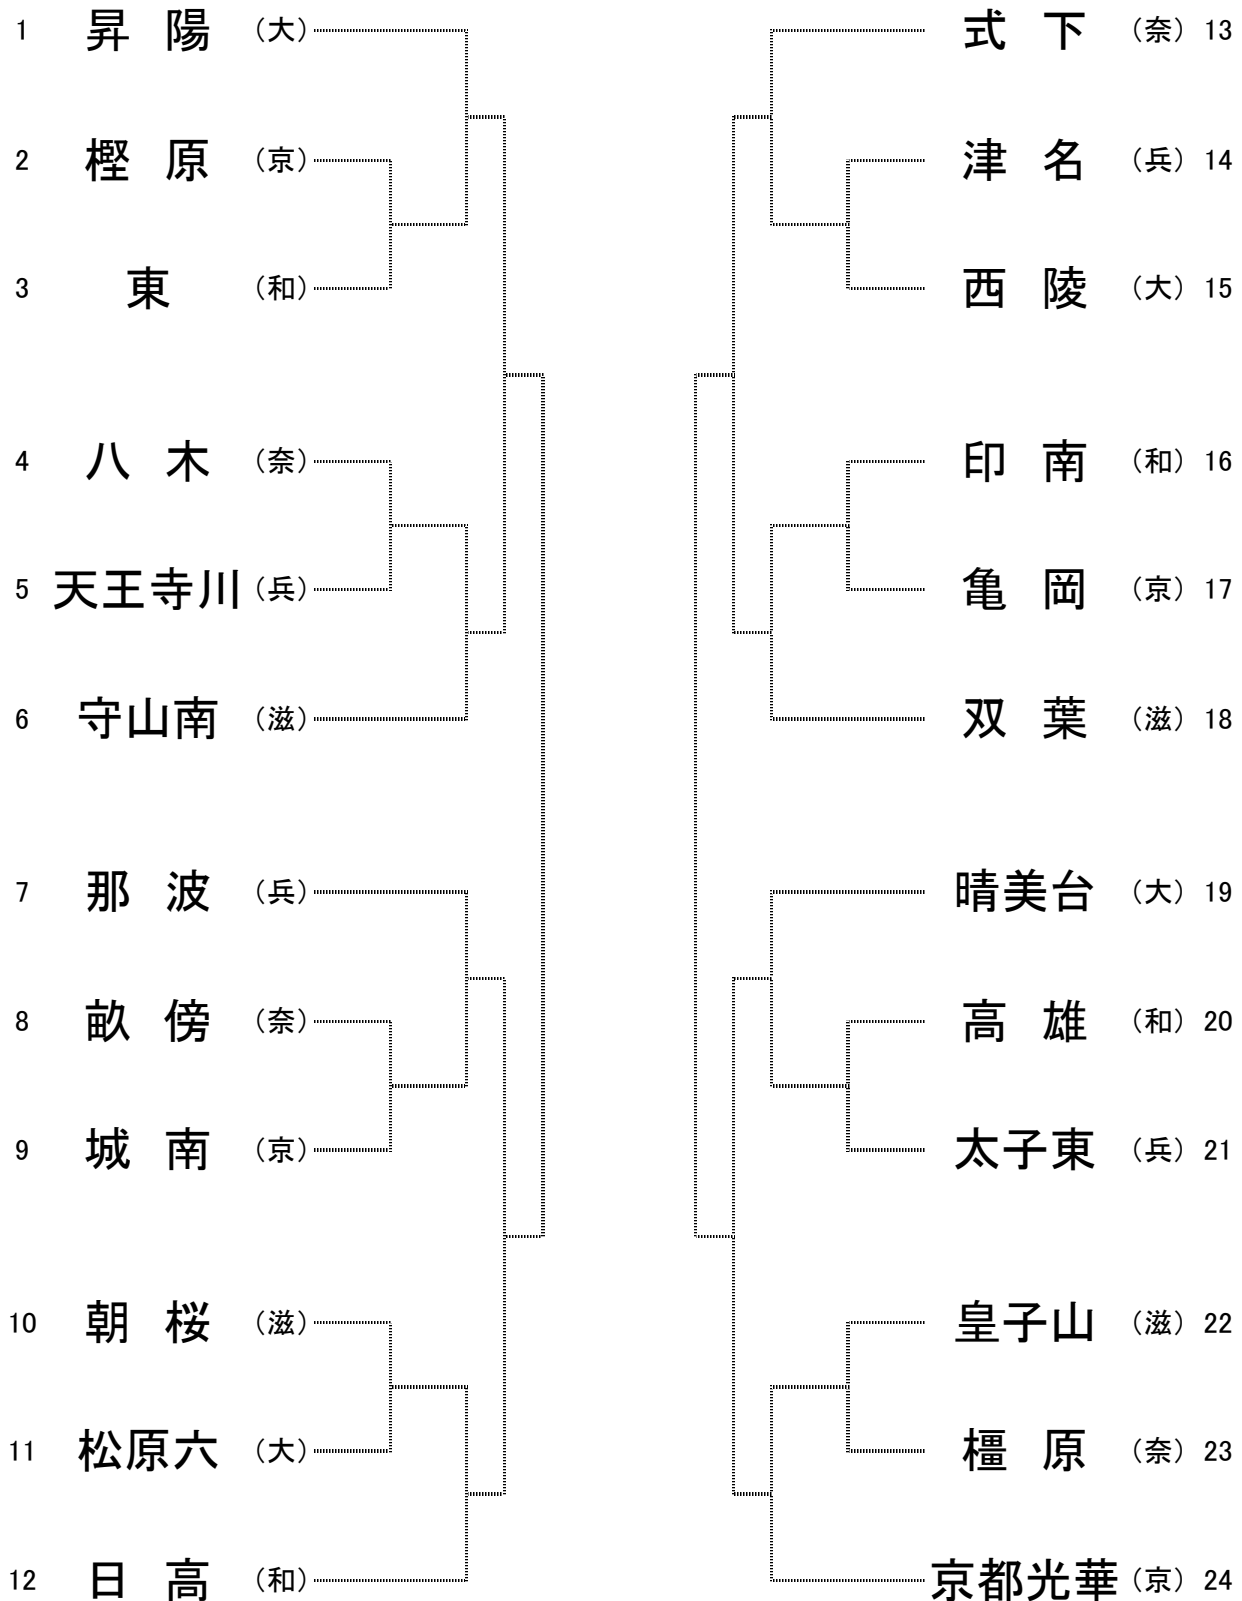 1 昇陽 （大）
2 樫原 （京）
3 東 （和）
4 八木 （奈）
5 天王寺川 （兵）
6 守山南 （滋）
7 那波 （兵）
8 畝傍 （奈）
9 城南 （京）
10 朝桜 （滋）
11 松原六 （大）
12 日高 （和）
式下 （奈） 13
津名 （兵） 14
西陵 （大） 15
印南 （和） 16
亀岡 （京） 17
双葉 （滋） 18
晴美台 （大） 19
高雄 （和） 20
太子東 （兵） 21
皇子山 （滋） 22
橿原 （奈） 23
京都光華 （京） 24